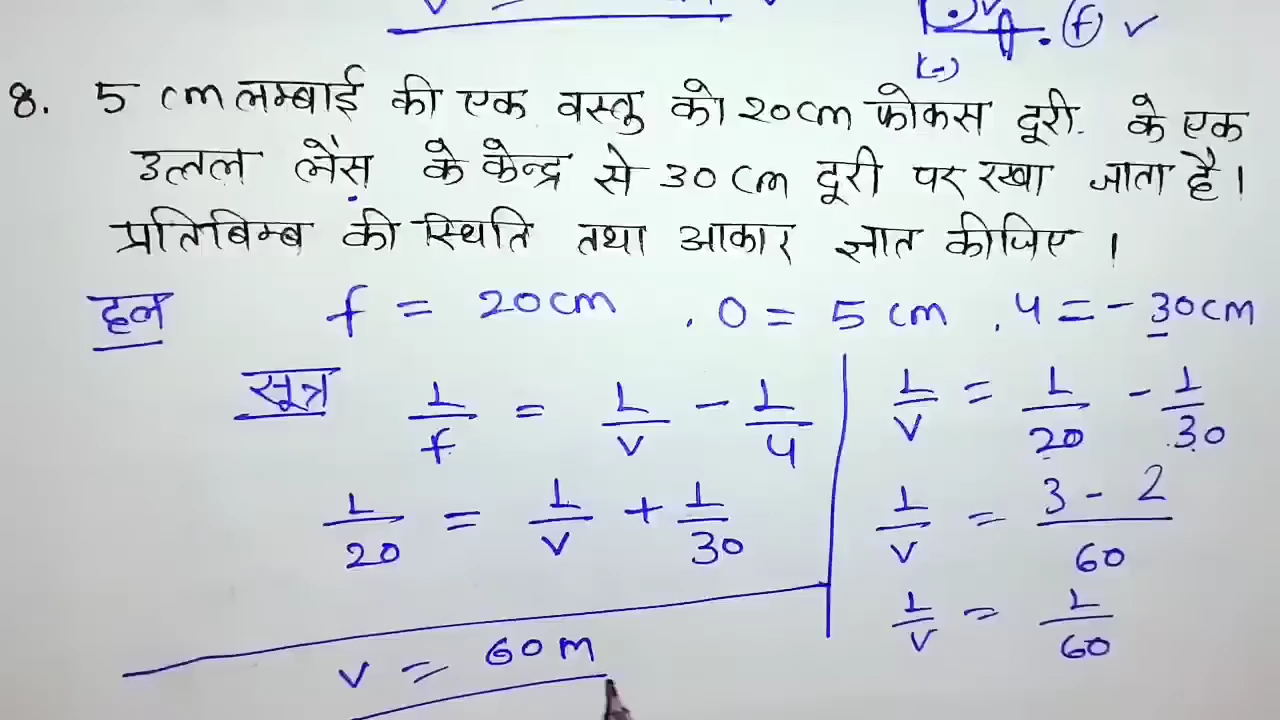 8. 5 cm लम्बाई की एक वस्तु को 20cm फोकस दूरी. के एक
उत्तल लैंस के केन्द्र से 30 cm दूरी पर रखा जाता है।
प्रतिबिम्ब की स्थिति तथा आकार ज्ञात कीजिए ।
हल f = 20cm , O = 5 cm , u = - 30cm
सूत्र 1/f = 1/v - 1/u
1/20 = 1/v + 1/30
v = 60m
1/v = 1/20 - 1/30
1/v = 3 - 2/60
1/v = 1/60